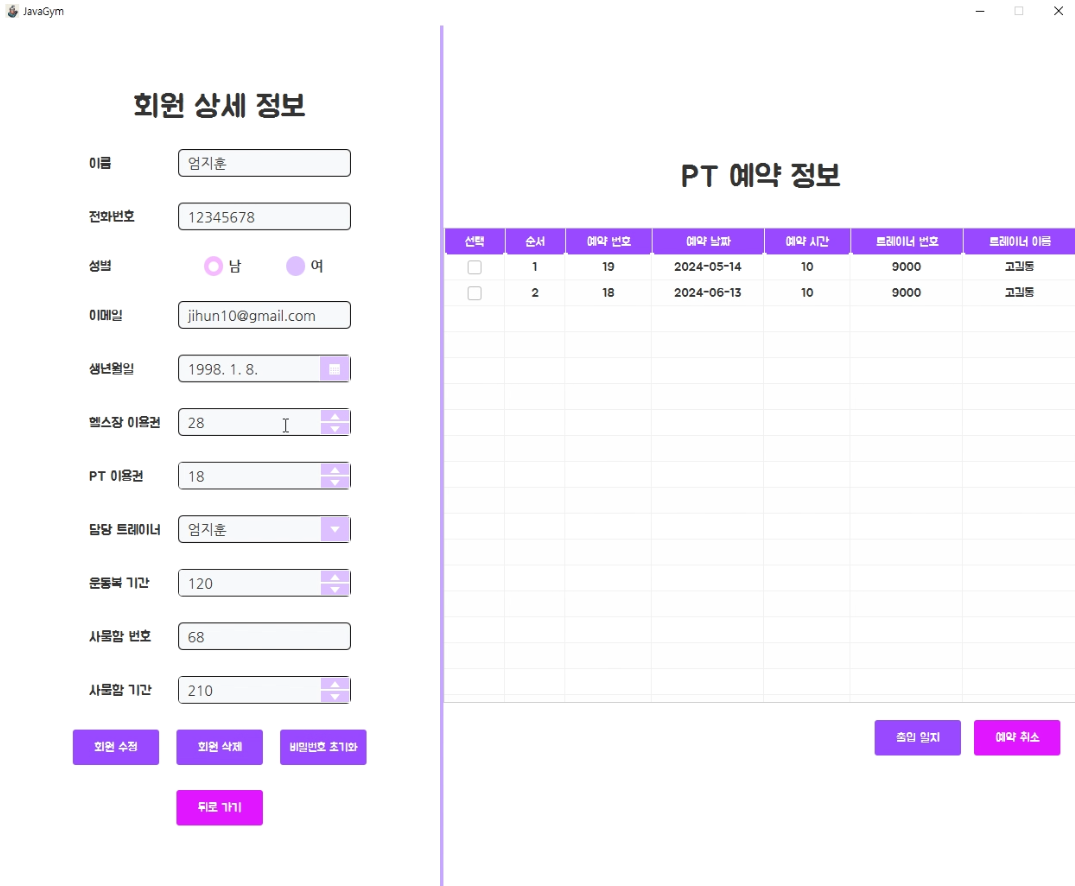 JavaGym
회원 상세 정보
이름 엄지훈
전화번호 12345678
성별 남 여
이메일 jihun10@gmail.com
생년월일 1998. 1. 8.
헬스장 이용권 28
PT 이용권 18
담당 트레이너 엄지훈
운동복 기간 120
사물함 번호 68
사물함 기간 210
회원 수정 회원 삭제 비밀번호 초기화
뒤로 가기
PT 예약 정보
선택 순서 예약 번호 예약 날짜 예약 시간 트레이너 번호 트레이너 이름
1 19 2024-05-14 10 9000 고길동
2 18 2024-06-13 10 9000 고길동
출입 일지 예약 취소